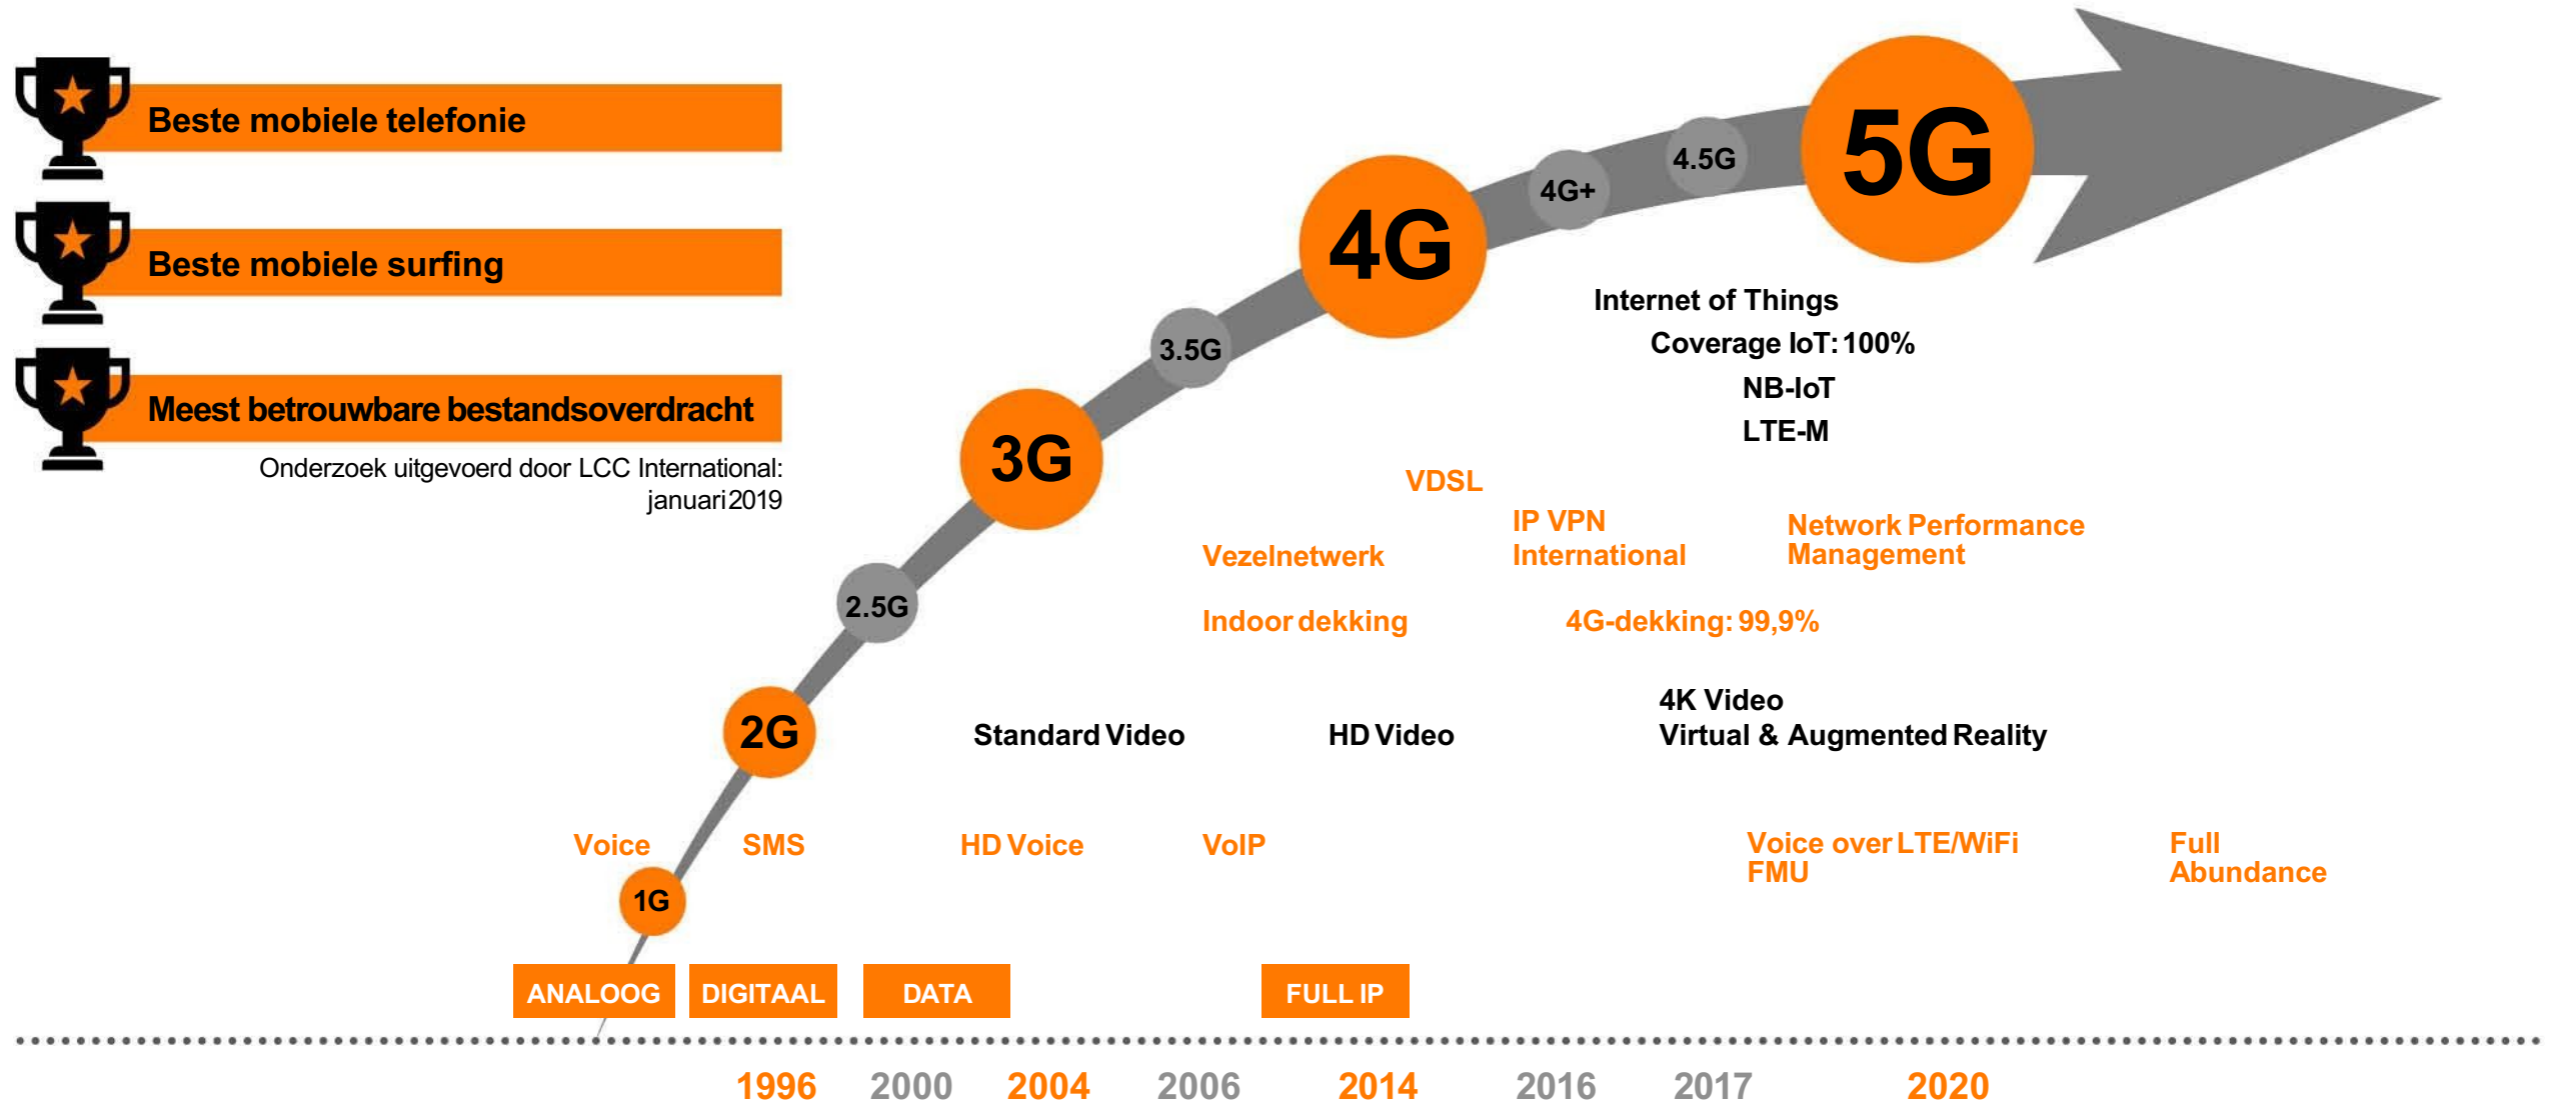 Beste mobiele telefonie
Beste mobiele surfing
Meest betrouwbare bestandsoverdracht
Onderzoek uitgevoerd door LCC International:
januari 2019
5G
4.5G
4G+
4G
3.5G
3G
2.5G
2G
1G
Internet of Things
Coverage IoT: 100%
NB-IoT
LTE-M
VDSL
IP VPN
International
Network Performance
Management
Vezelnetwerk
Indoor dekking
4G-dekking: 99,9%
Standard Video
HD Video
4K Video
Virtual & Augmented Reality
Voice
SMS
HD Voice
VoIP
Voice over LTE/WiFi
FMU
Full
Abundance
ANALOOG
DIGITAAL
DATA
FULL IP
1996
2000
2004
2006
2014
2016
2017
2020